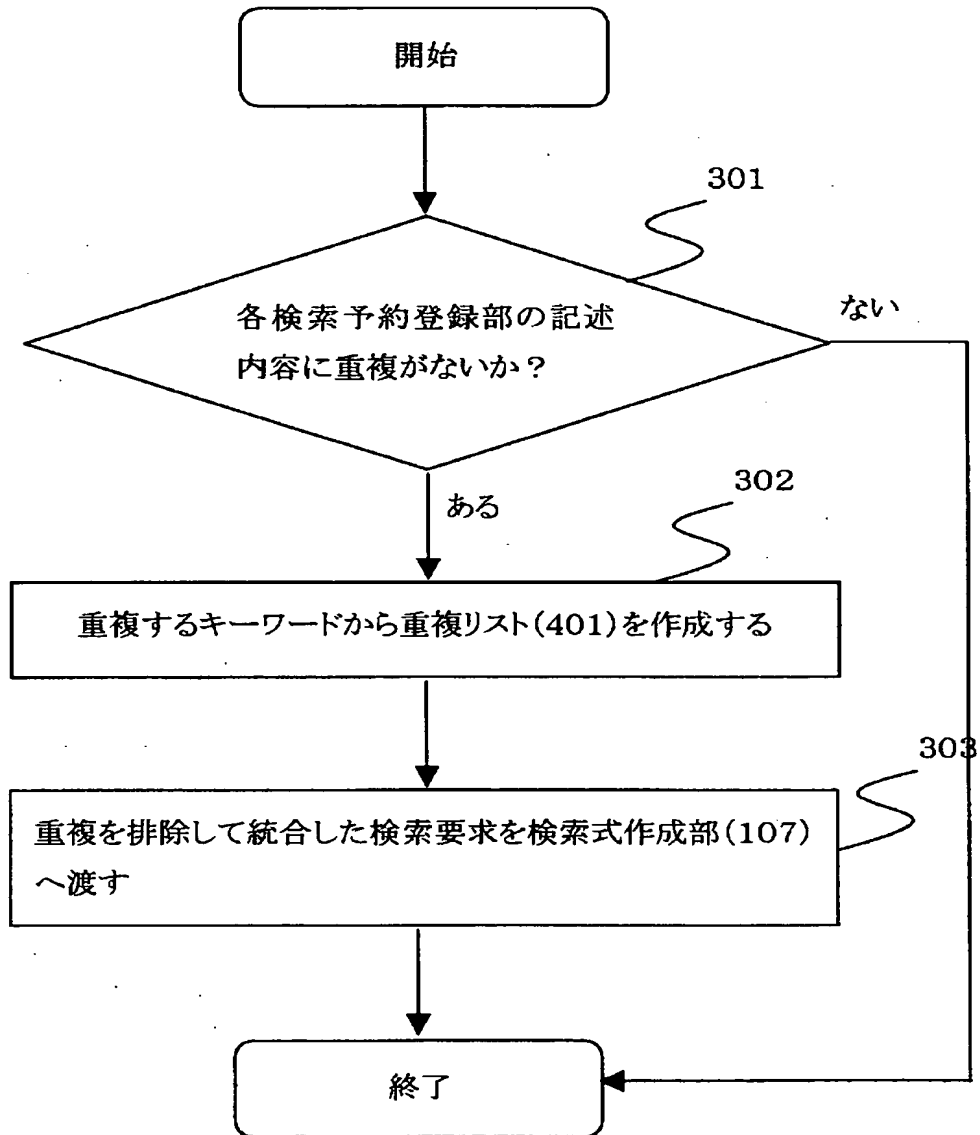 開始
301
各検索予約登録部の記述
内容に重複がないか？
ない
ある
302
重複するキーワードから重複リスト(401)を作成する
303
重複を排除して統合した検索要求を検索式作成部(107)
へ渡す
終了